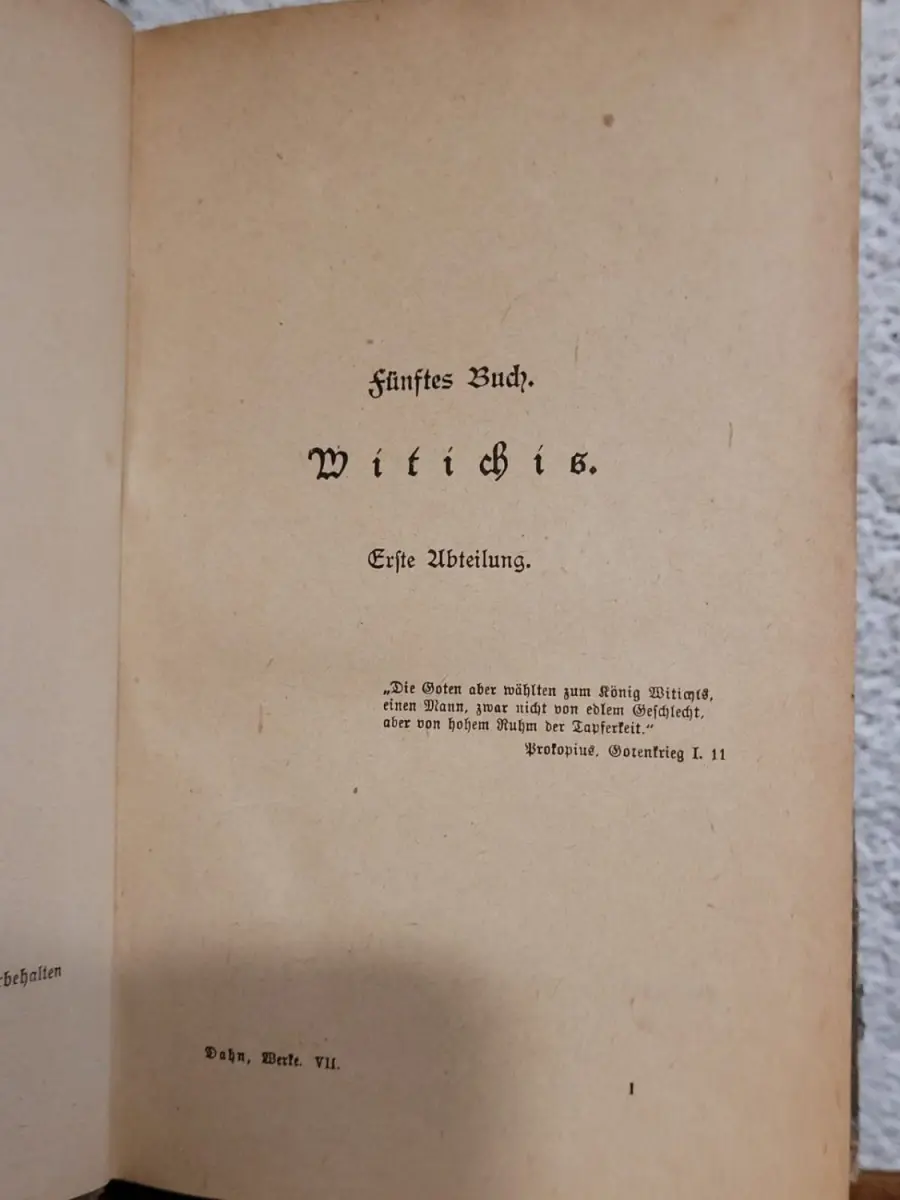 Fünftes Buch.
Witichis.
Erste Abteilung.
„Die Goten aber wählten zum König Witichis,
einen Mann, zwar nicht von edlem Geschlecht,
aber von hohem Ruhm der Tapferkeit.“
Prokopius, Gotenkrieg I. 11
rbehalten
Dahn, Werke. VII.
1